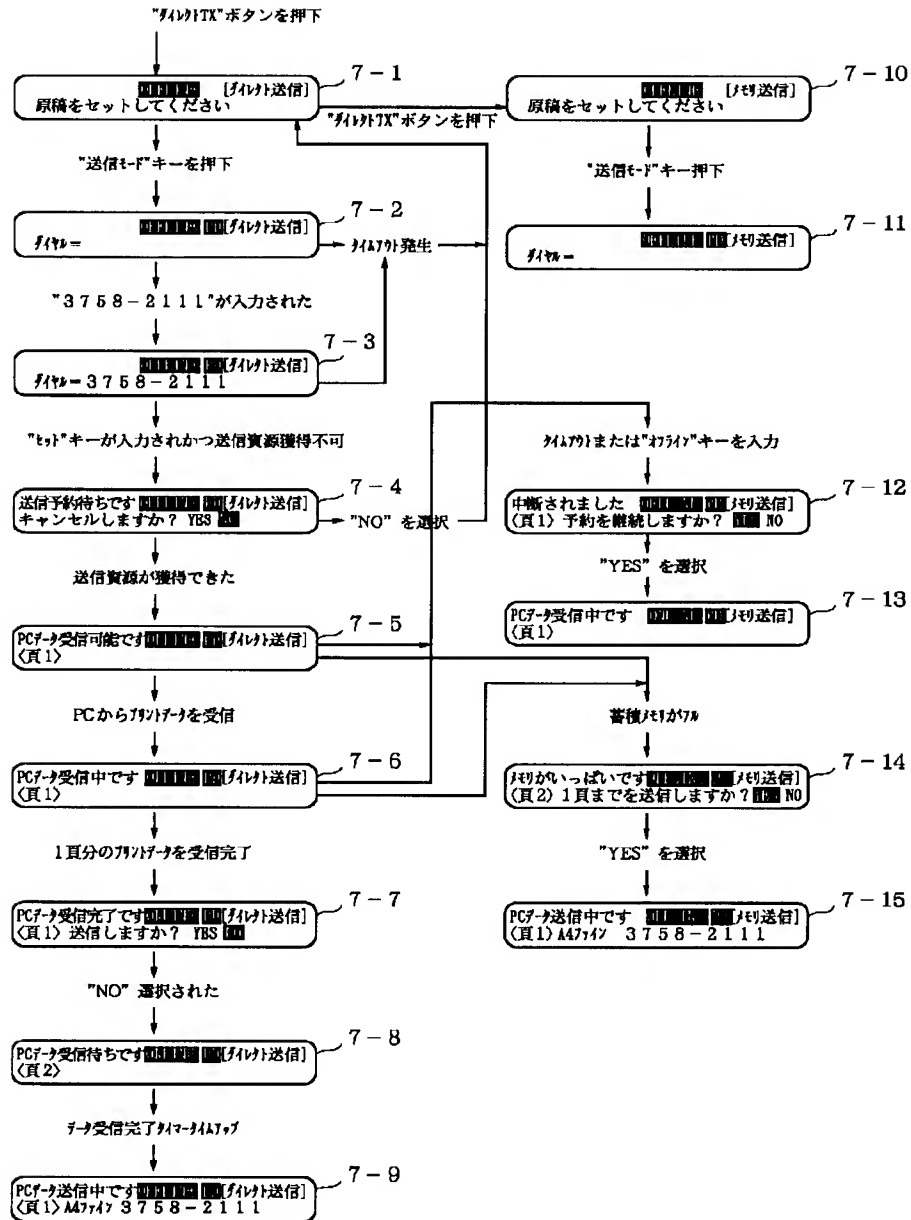 "ﾀﾞｲﾚｸﾄTX"ボタンを押下
[ﾀﾞｲﾚｸﾄ送信]
原稿をセットしてください
7-1
"ﾀﾞｲﾚｸﾄTX"ボタンを押下
[ﾒﾓﾘ送信]
原稿をセットしてください
7-10
"送信ﾓｰﾄﾞ"キーを押下
"送信ﾓｰﾄﾞ"キー押下
[ﾀﾞｲﾚｸﾄ送信]
ﾀﾞｲﾔﾙ=
7-2
ﾀｲﾑｱｳﾄ発生
[ﾒﾓﾘ送信]
ﾀﾞｲﾔﾙ=
7-11
"3758-2111"が入力された
[ﾀﾞｲﾚｸﾄ送信]
ﾀﾞｲﾔﾙ=3758-2111
7-3
"ｾｯﾄ"キーが入力されかつ送信資源獲得不可
ﾀｲﾑｱｳﾄまたは"ｵﾌﾗｲﾝ"キーを入力
送信予約待ちです [ﾀﾞｲﾚｸﾄ送信]
キャンセルしますか? YES
7-4
"NO" を選択
中断されました [ﾒﾓﾘ送信]
〈頁1〉予約を継続しますか? NO
7-12
送信資源が獲得できた
"YES" を選択
PCﾃﾞｰﾀ受信可能です [ﾀﾞｲﾚｸﾄ送信]
〈頁1〉
7-5
PCﾃﾞｰﾀ受信中です [ﾒﾓﾘ送信]
〈頁1〉
7-13
PCからﾌﾟﾘﾝﾄﾃﾞｰﾀを受信
蓄積ﾒﾓﾘがﾌﾙ
PCﾃﾞｰﾀ受信中です [ﾀﾞｲﾚｸﾄ送信]
〈頁1〉
7-6
ﾒﾓﾘがいっぱいです [ﾒﾓﾘ送信]
〈頁2〉1頁までを送信しますか? NO
7-14
1頁分のﾌﾟﾘﾝﾄﾃﾞｰﾀを受信完了
"YES" を選択
PCﾃﾞｰﾀ受信完了です [ﾀﾞｲﾚｸﾄ送信]
〈頁1〉送信しますか? YES
7-7
PCﾃﾞｰﾀ送信中です [ﾒﾓﾘ送信]
〈頁1〉A4ﾌｧｲﾝ 3758-2111
7-15
"NO" 選択された
PCﾃﾞｰﾀ受信待ちです [ﾀﾞｲﾚｸﾄ送信]
〈頁2〉
7-8
ﾃﾞｰﾀ受信完了ﾀｲﾏｰﾀｲﾑｱｯﾌﾟ
PCﾃﾞｰﾀ送信中です [ﾀﾞｲﾚｸﾄ送信]
〈頁1〉A4ﾌｧｲﾝ 3758-2111
7-9